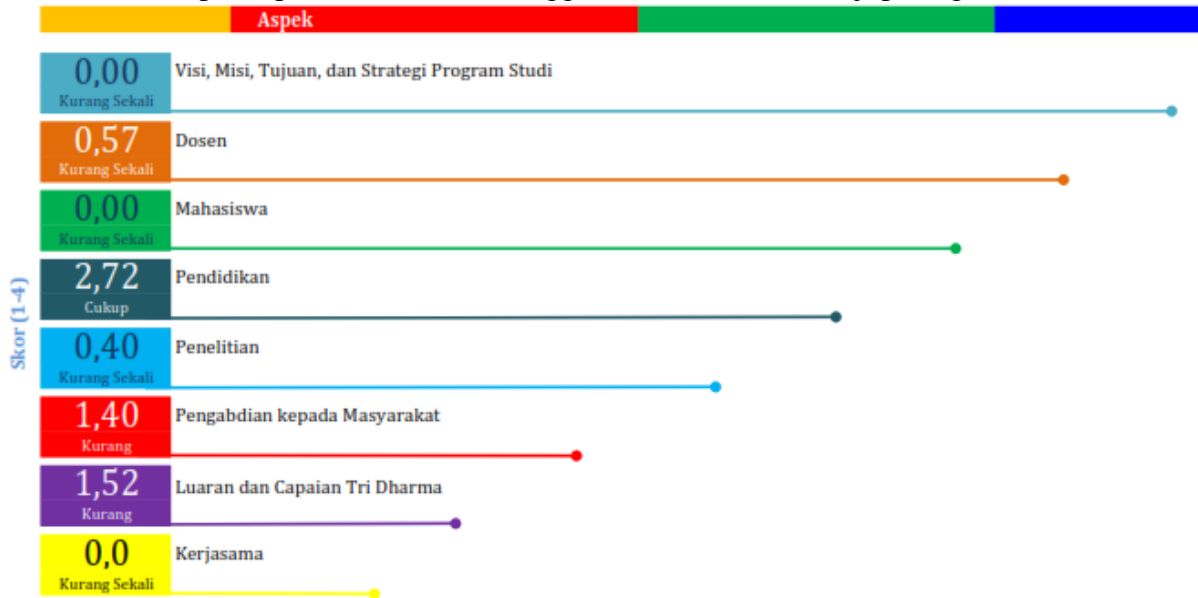 Aspek
0,00
Kurang Sekali
Visi, Misi, Tujuan, dan Strategi Program Studi
0,57
Kurang Sekali
Dosen
0,00
Kurang Sekali
Mahasiswa
2,72
Cukup
Pendidikan
0,40
Kurang Sekali
Penelitian
1,40
Kurang
Pengabdian kepada Masyarakat
1,52
Kurang
Luaran dan Capaian Tri Dharma
0,0
Kurang Sekali
Kerjasama
Skor (1-4)